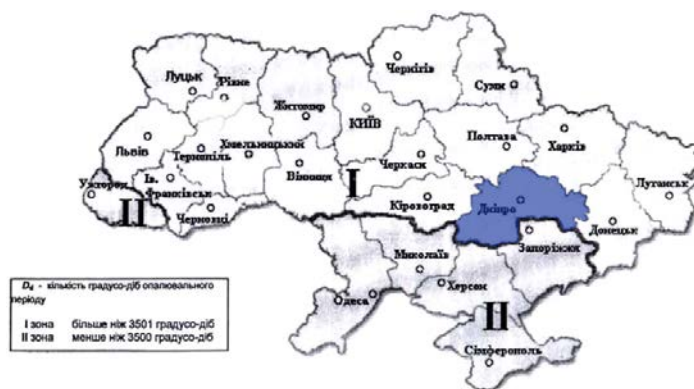 Чернігів
Луцьк
Рівне
Суми
Житомир
КИЇВ
Полтава
Харків
Львів
Хмельницький
Тернопіль
Черкаси
Вінниця
I
Луганськ
Ужгород
Ів.
Франківськ
Кіровоград
Дніпро
II
Чернівці
Донецьк
Запоріжжя
Миколаїв
Dd - кількість градусо-діб опалювального
періоду
I зона більше ніж 3501 градусо-діб
II зона менше ніж 3500 градусо-діб
Одеса
Херсон
II
Сімферополь